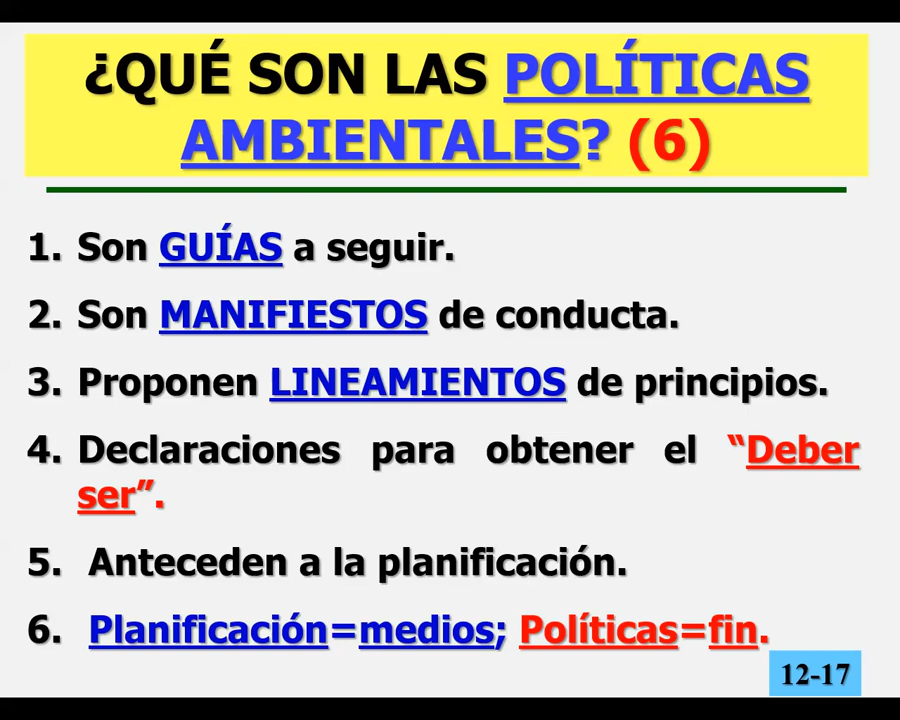 ¿QUÉ SON LAS POLÍTICAS
AMBIENTALES? (6)
1. Son GUÍAS a seguir.
2. Son MANIFIESTOS de conducta.
3. Proponen LINEAMIENTOS de principios.
4. Declaraciones para obtener el “Deber
ser”.
5. Anteceden a la planificación.
6. Planificación=medios; Políticas=fin.
12-17